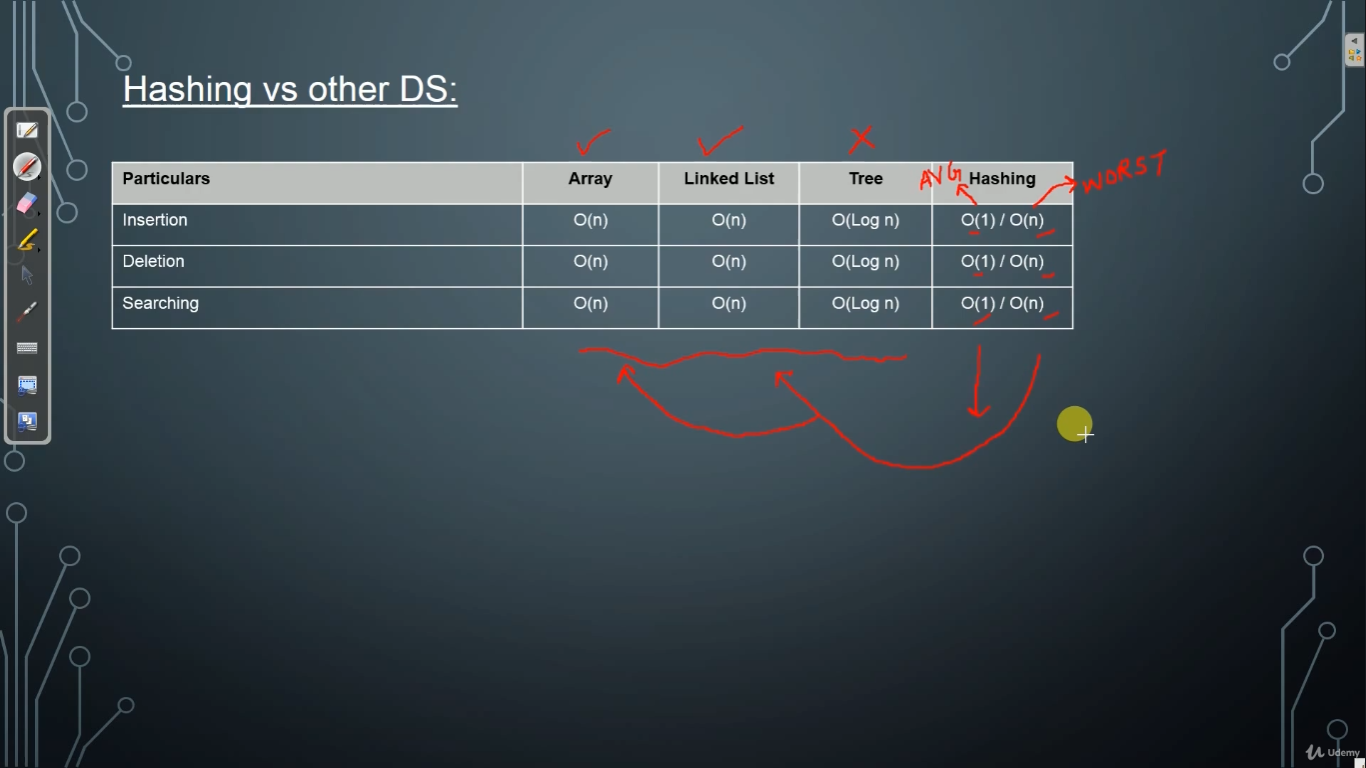 Hashing vs other DS:
Particulars Array Linked List Tree AVG Hashing WORST
Insertion O(n) O(n) O(Log n) O(1) / O(n)
Deletion O(n) O(n) O(Log n) O(1) / O(n)
Searching O(n) O(n) O(Log n) O(1) / O(n)
Udemy